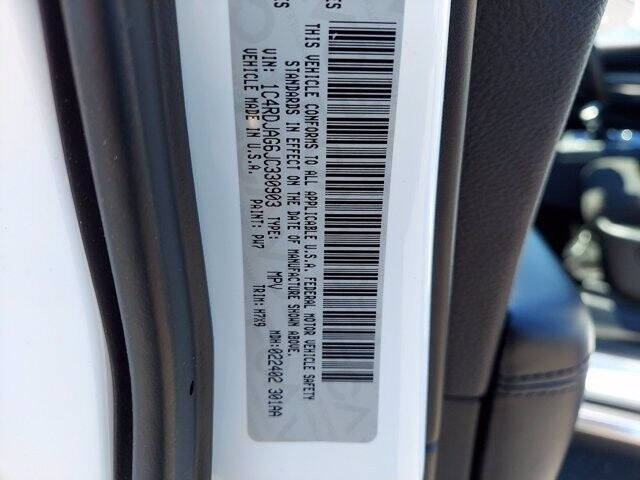 THIS VEHICLE CONFORMS TO ALL APPLICABLE U.S.A. FEDERAL MOTOR VEHICLE SAFETY
STANDARDS IN EFFECT ON THE DATE OF MANUFACTURE SHOWN ABOVE.
VIN: 1C4RDJAG6JC330903 TYPE: MPV MDH:022402 301AA
VEHICLE MADE IN U.S.A. PAINT: PW7 TRIM: H7X9